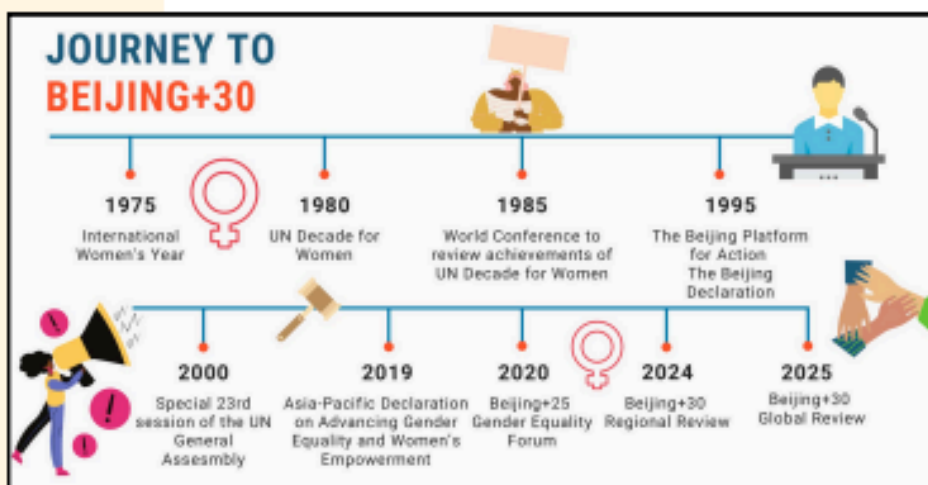 JOURNEY TO
BEIJING+30
1975
International
Women's Year
1980
UN Decade for
Women
1985
World Conference to
review achievements of
UN Decade for Women
1995
The Beijing Platform
for Action
The Beijing
Declaration
2000
Special 23rd
session of the UN
General
Assesmbly
2019
Asia-Pacific Declaration
on Advancing Gender
Equality and Women's
Empowerment
2020
Beijing+25
Gender Equality
Forum
2024
Beijing+30
Regional Review
2025
Beijing+30
Global Review